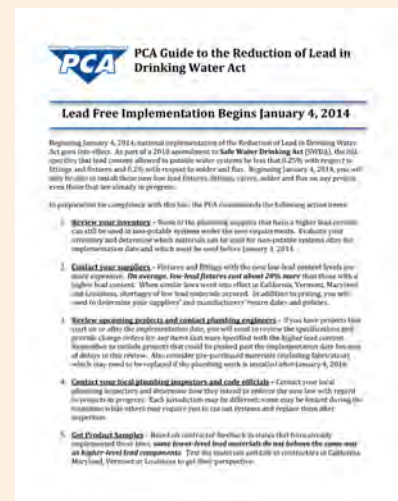 PCA
PCA Guide to the Reduction of Lead in
Drinking Water Act
Lead Free Implementation Begins January 4, 2014
Beginning January 4, 2014, national implementation of the Reduction of Lead in Drinking Water
Act goes into effect. As part of a 2010 amendment to Safe Water Drinking Act (SWDA), the bill
specifies that lead content allowed in potable water systems be less that 0.25% with respect to
fittings and fixtures and 0.2% with respect to solder and flux. Beginning January 4, 2014, you will
only be able to install these new low lead fixtures, fittings, valves, solder and flux on any project,
even those that are already in progress.
In preparation for compliance with this law, the PCA recommends the following action items:
1. Review your inventory – Some of the plumbing supplies that have a higher lead content
can still be used in non-potable systems under the new requirements. Evaluate your
inventory and determine which materials can be used for non-potable systems after the
implementation date and which must be used before January 4, 2014.
2. Contact your suppliers – Fixtures and fittings with the new low-lead content levels are
more expensive. On average, low-lead fixtures cost about 20% more than those with a
higher lead content. When similar laws went into effect in California, Vermont, Maryland
and Louisiana, shortages of low lead materials occurred. In addition to pricing, you will
need to determine your suppliers' and manufacturers' return dates and policies.
3. Review upcoming projects and contact plumbing engineers – If you have projects that
start on or after the implementation date, you will need to review the specifications and
provide change orders for any items that were specified with the higher lead content.
Remember to include projects that could be pushed past the implementation date because
of delays in this review. Also consider pre-purchased materials (including fabrication)
which may need to be replaced if the plumbing work is installed after January 4, 2014.
4. Contact your local plumbing inspectors and code officials – Contact your local
plumbing inspectors and determine how they intend to enforce the new law with regard
to projects in progress. Each jurisdiction may be different; some may be lenient during the
transition while others may require you to cut out systems and replace them after
inspection.
5. Get Product Samples – Based on contractor feedback in states that have already
implemented these laws, some lower-level lead materials do not behave the same way
as higher-level lead components. Test the materials and talk to contractors in California,
Maryland, Vermont or Louisiana to get their perspective.